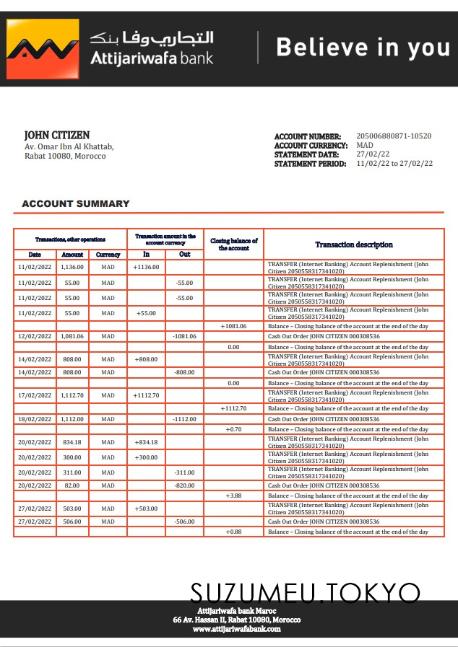 التجاري وفا بنك
Attijariwafa bank
Believe in you
JOHN CITIZEN
Av. Omar Ibn Al Khattab,
Rabat 10080, Morocco
ACCOUNT NUMBER: 205006880871-10520
ACCOUNT CURRENCY: MAD
STATEMENT DATE: 27/02/22
STATEMENT PERIOD: 11/02/22 to 27/02/22
ACCOUNT SUMMARY
Transactions, other operations
Transaction amount in the account currency
Closing balance of the account
Transaction description
Date Amount Currency In Out
11/02/2022 1,136.00 MAD +1136.00 TRANSFER (Internet Banking) Account Replenishment (John
Citizen 2050558317341020)
11/02/2022 55.00 MAD -55.00 TRANSFER (Internet Banking) Account Replenishment (John
Citizen 2050558317341020)
11/02/2022 55.00 MAD -55.00 TRANSFER (Internet Banking) Account Replenishment (John
Citizen 2050558317341020)
11/02/2022 55.00 MAD +55.00 TRANSFER (Internet Banking) Account Replenishment (John
Citizen 2050558317341020)
+1081.06 Balance – Closing balance of the account at the end of the day
12/02/2022 1,081.06 MAD -1081.06 Cash Out Order JOHN CITIZEN 000308536
0.00 Balance – Closing balance of the account at the end of the day
14/02/2022 808.00 MAD +808.00 TRANSFER (Internet Banking) Account Replenishment (John
Citizen 2050558317341020)
14/02/2022 808.00 MAD -808.00 Cash Out Order JOHN CITIZEN 000308536
0.00 Balance – Closing balance of the account at the end of the day
17/02/2022 1,112.70 MAD +1112.70 TRANSFER (Internet Banking) Account Replenishment (John
Citizen 2050558317341020)
+1112.70 Balance – Closing balance of the account at the end of the day
18/02/2022 1,112.00 MAD -1112.00 Cash Out Order JOHN CITIZEN 000308536
+0.70 Balance – Closing balance of the account at the end of the day
20/02/2022 834.18 MAD +834.18 TRANSFER (Internet Banking) Account Replenishment (John
Citizen 2050558317341020)
20/02/2022 300.00 MAD +300.00 TRANSFER (Internet Banking) Account Replenishment (John
Citizen 2050558317341020)
20/02/2022 311.00 MAD -311.00 TRANSFER (Internet Banking) Account Replenishment (John
Citizen 2050558317341020)
20/02/2022 82.00 MAD -820.00 Cash Out Order JOHN CITIZEN 000308536
+3.88 Balance – Closing balance of the account at the end of the day
27/02/2022 503.00 MAD +503.00 TRANSFER (Internet Banking) Account Replenishment (John
Citizen 2050558317341020)
27/02/2022 506.00 MAD -506.00 Cash Out Order JOHN CITIZEN 000308536
+0.88 Balance – Closing balance of the account at the end of the day
SUZUMEU.TOKYO
Attijariwafa bank Maroc
66 Av. Hassan II, Rabat 10080, Morocco
www.attijariwafabank.com